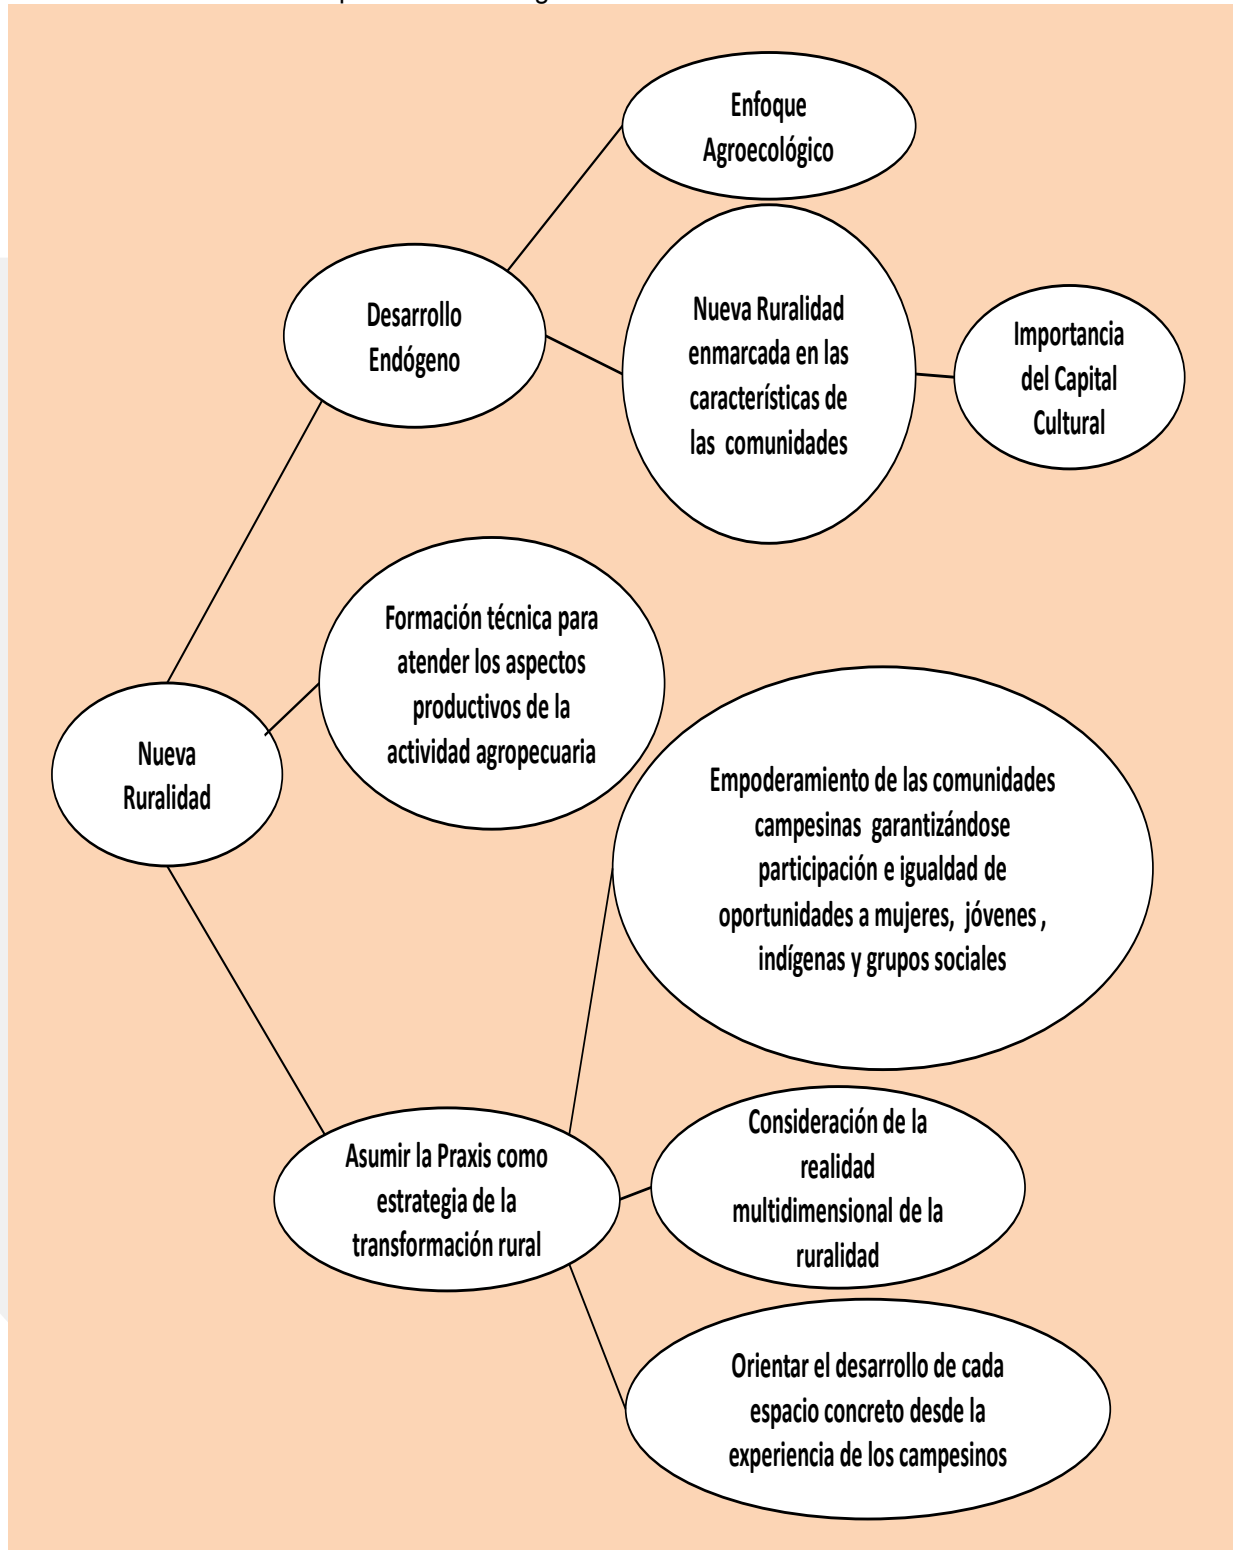 Enfoque
Agroecológico
Desarrollo
Endógeno
Nueva Ruralidad
enmarcada en las
características de
las comunidades
Importancia
del Capital
Cultural
Formación técnica para
atender los aspectos
productivos de la
actividad agropecuaria
Nueva
Ruralidad
Empoderamiento de las comunidades
campesinas garantizándose
participación e igualdad de
oportunidades a mujeres, jóvenes ,
indígenas y grupos sociales
Asumir la Praxis como
estrategia de la
transformación rural
Consideración de la
realidad
multidimensional de la
ruralidad
Orientar el desarrollo de cada
espacio concreto desde la
experiencia de los campesinos